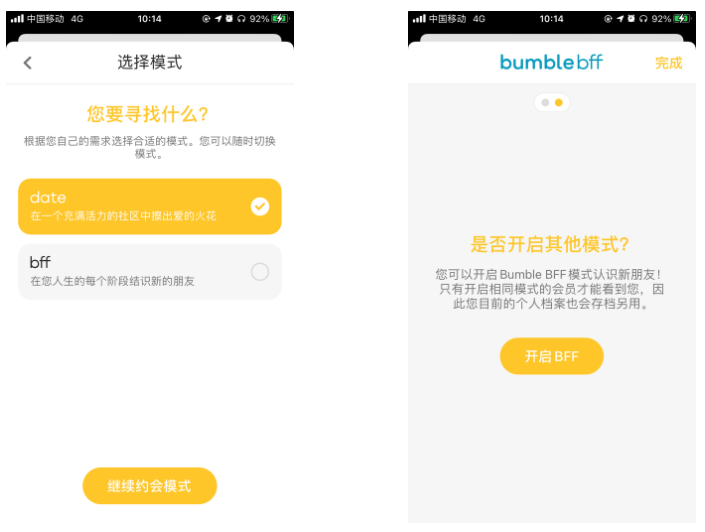 中国移动 4G 10:14 92%
选择模式
您要寻找什么?
根据您自己的需求选择合适的模式。您可以随时切换
模式。
date
在一个充满活力的社区中擦出爱的火花
bff
在您人生的每个阶段结识新的朋友
继续约会模式
中国移动 4G 10:14 92%
bumble bff 完成
是否开启其他模式?
您可以开启 Bumble BFF 模式认识新朋友!
只有开启相同模式的会员才能看到您，因
此您目前的个人档案也会存档另用。
开启 BFF